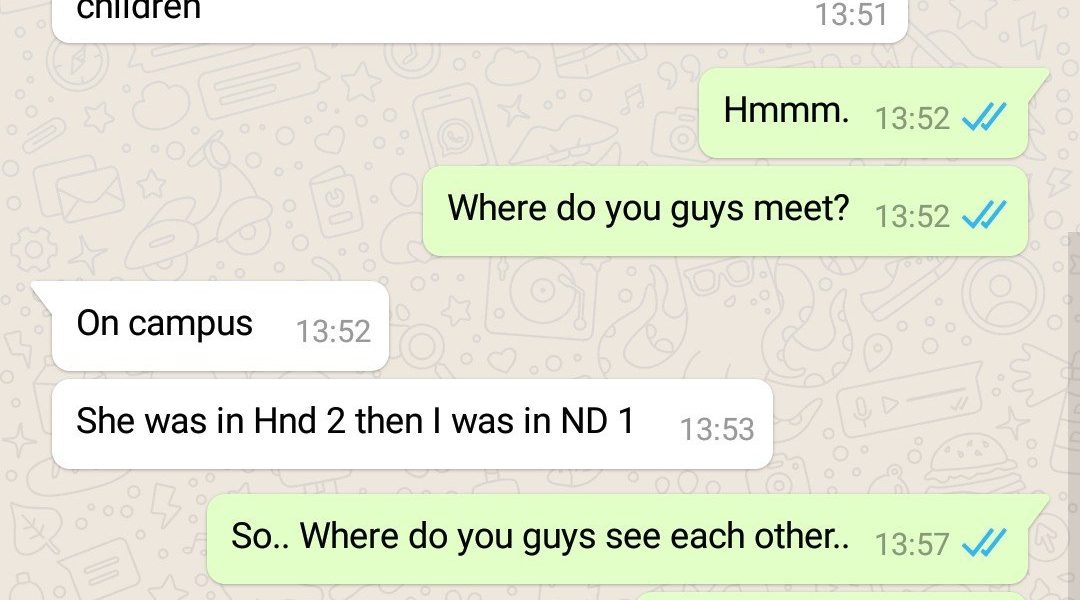 children 13:51
Hmmm. 13:52
Where do you guys meet? 13:52
On campus 13:52
She was in Hnd 2 then I was in ND 1 13:53
So.. Where do you guys see each other.. 13:57